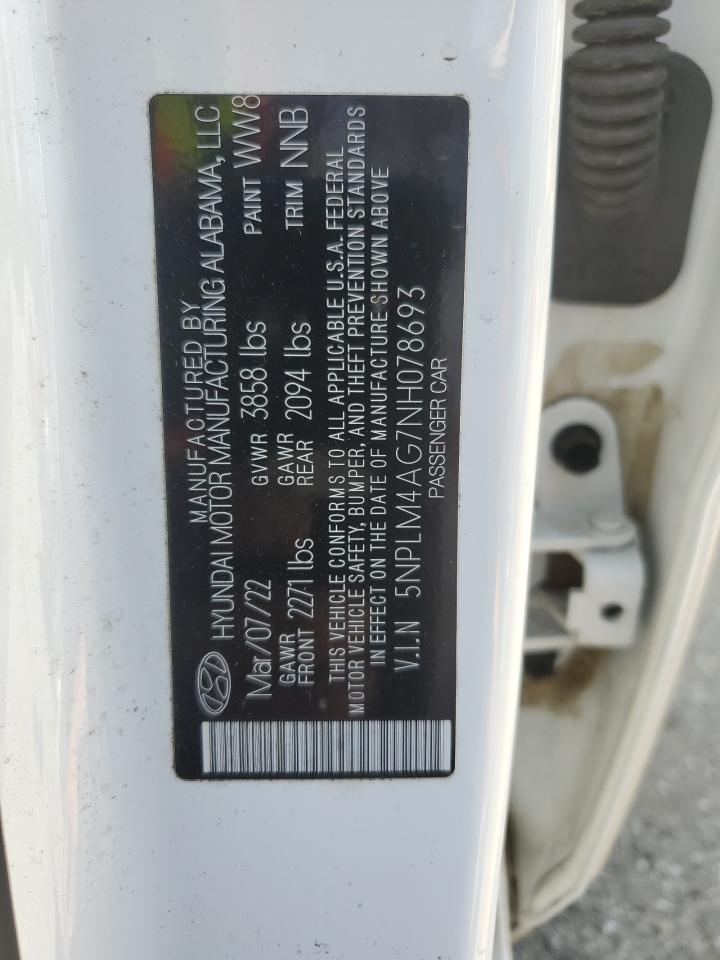 MANUFACTURED BY
HYUNDAI MOTOR MANUFACTURING ALABAMA, LLC
Mar/07/22 GVWR 3858 lbs PAINT WW8
GAWR FRONT 2271 lbs GAWR REAR 2094 lbs TRIM NNB
THIS VEHICLE CONFORMS TO ALL APPLICABLE U.S.A. FEDERAL
MOTOR VEHICLE SAFETY, BUMPER, AND THEFT PREVENTION STANDARDS
IN EFFECT ON THE DATE OF MANUFACTURE SHOWN ABOVE
V.I.N 5NPLM4AG7NH078693
PASSENGER CAR